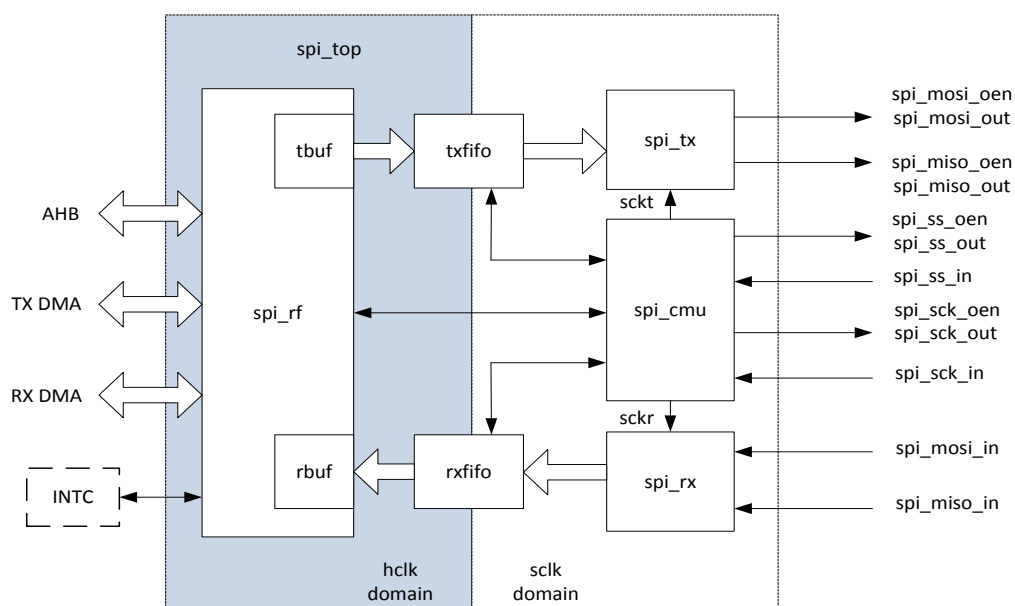 spi_top
tbuf
txfifo
spi_tx
spi_mosi_oen
spi_mosi_out
spi_miso_oen
spi_miso_out
sckt
AHB
spi_ss_oen
spi_ss_out
spi_ss_in
TX DMA
spi_rf
spi_cmu
spi_sck_oen
spi_sck_out
spi_sck_in
RX DMA
sckr
rbuf
rxfifo
spi_rx
spi_mosi_in
spi_miso_in
INTC
hclk
domain
sclk
domain